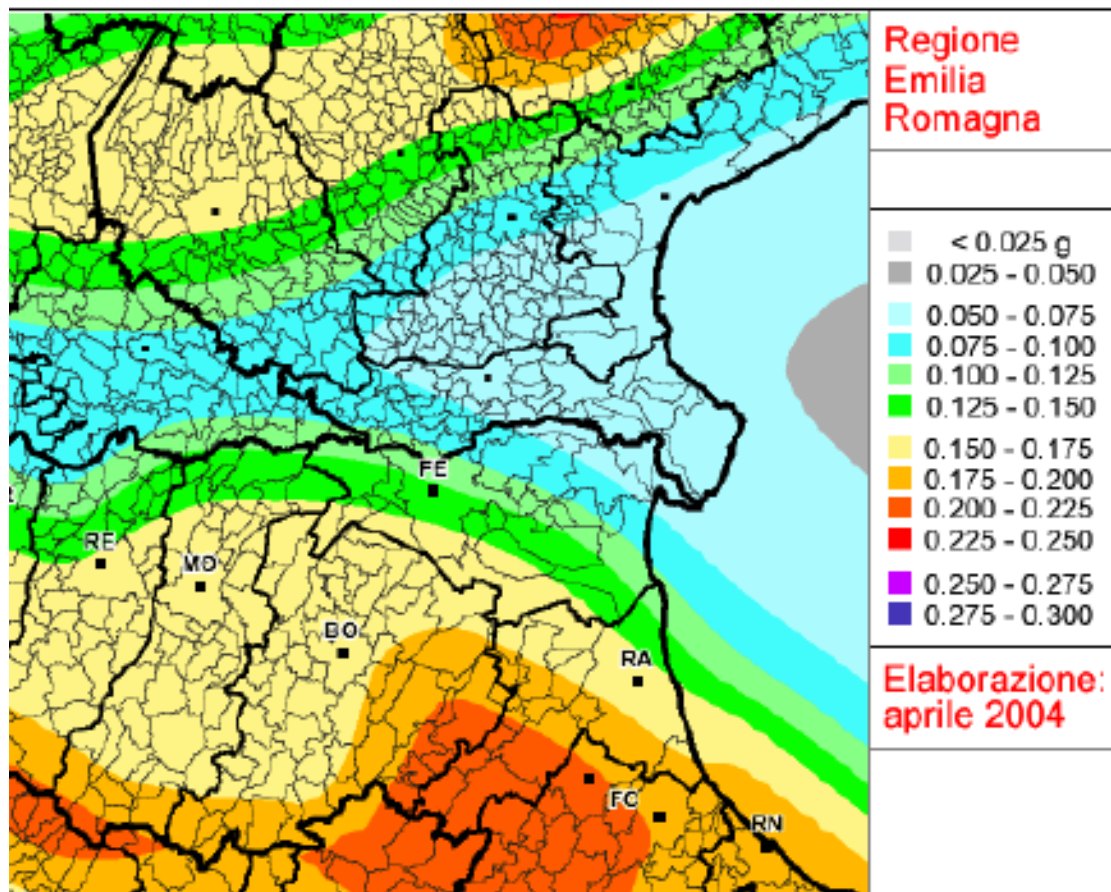 Regione
Emilia
Romagna
< 0.025 g
0.025 - 0.050
0.050 - 0.075
0.075 - 0.100
0.100 - 0.125
0.125 - 0.150
0.150 - 0.175
0.175 - 0.200
0.200 - 0.225
0.225 - 0.250
0.250 - 0.275
0.275 - 0.300
Elaborazione:
aprile 2004
FE
RE
MO
BO
RA
FC
RN